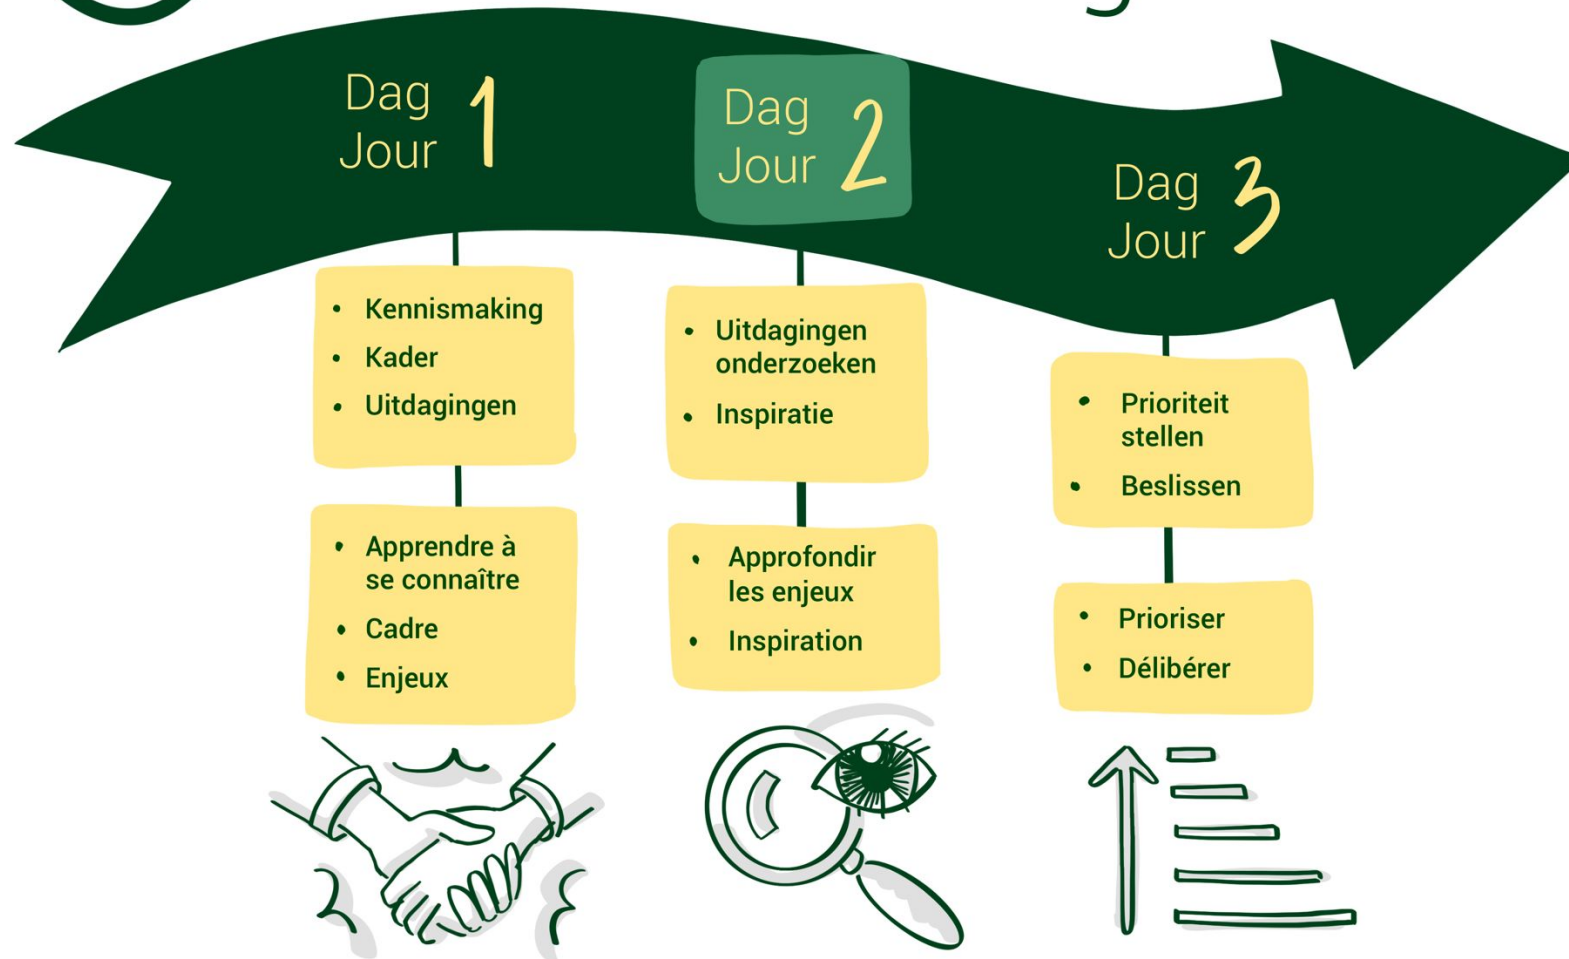 Dag
Jour 1
Dag
Jour 2
Dag
Jour 3
• Kennismaking
• Kader
• Uitdagingen
• Uitdagingen
onderzoeken
• Inspiratie
• Prioriteit
stellen
• Beslissen
• Apprendre à
se connaître
• Cadre
• Enjeux
• Approfondir
les enjeux
• Inspiration
• Prioriser
• Délibérer